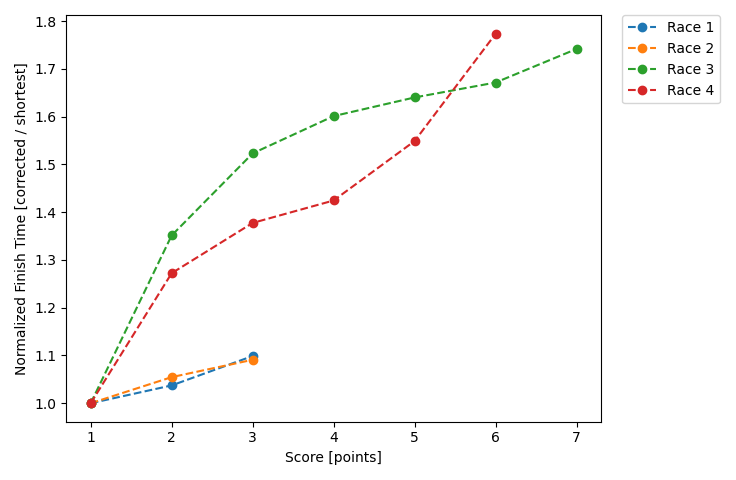 1.8
1.7
1.6
1.5
1.4
1.3
1.2
1.1
1.0
Normalized Finish Time [corrected / shortest]
1 2 3 4 5 6 7
Score [points]
Race 1
Race 2
Race 3
Race 4